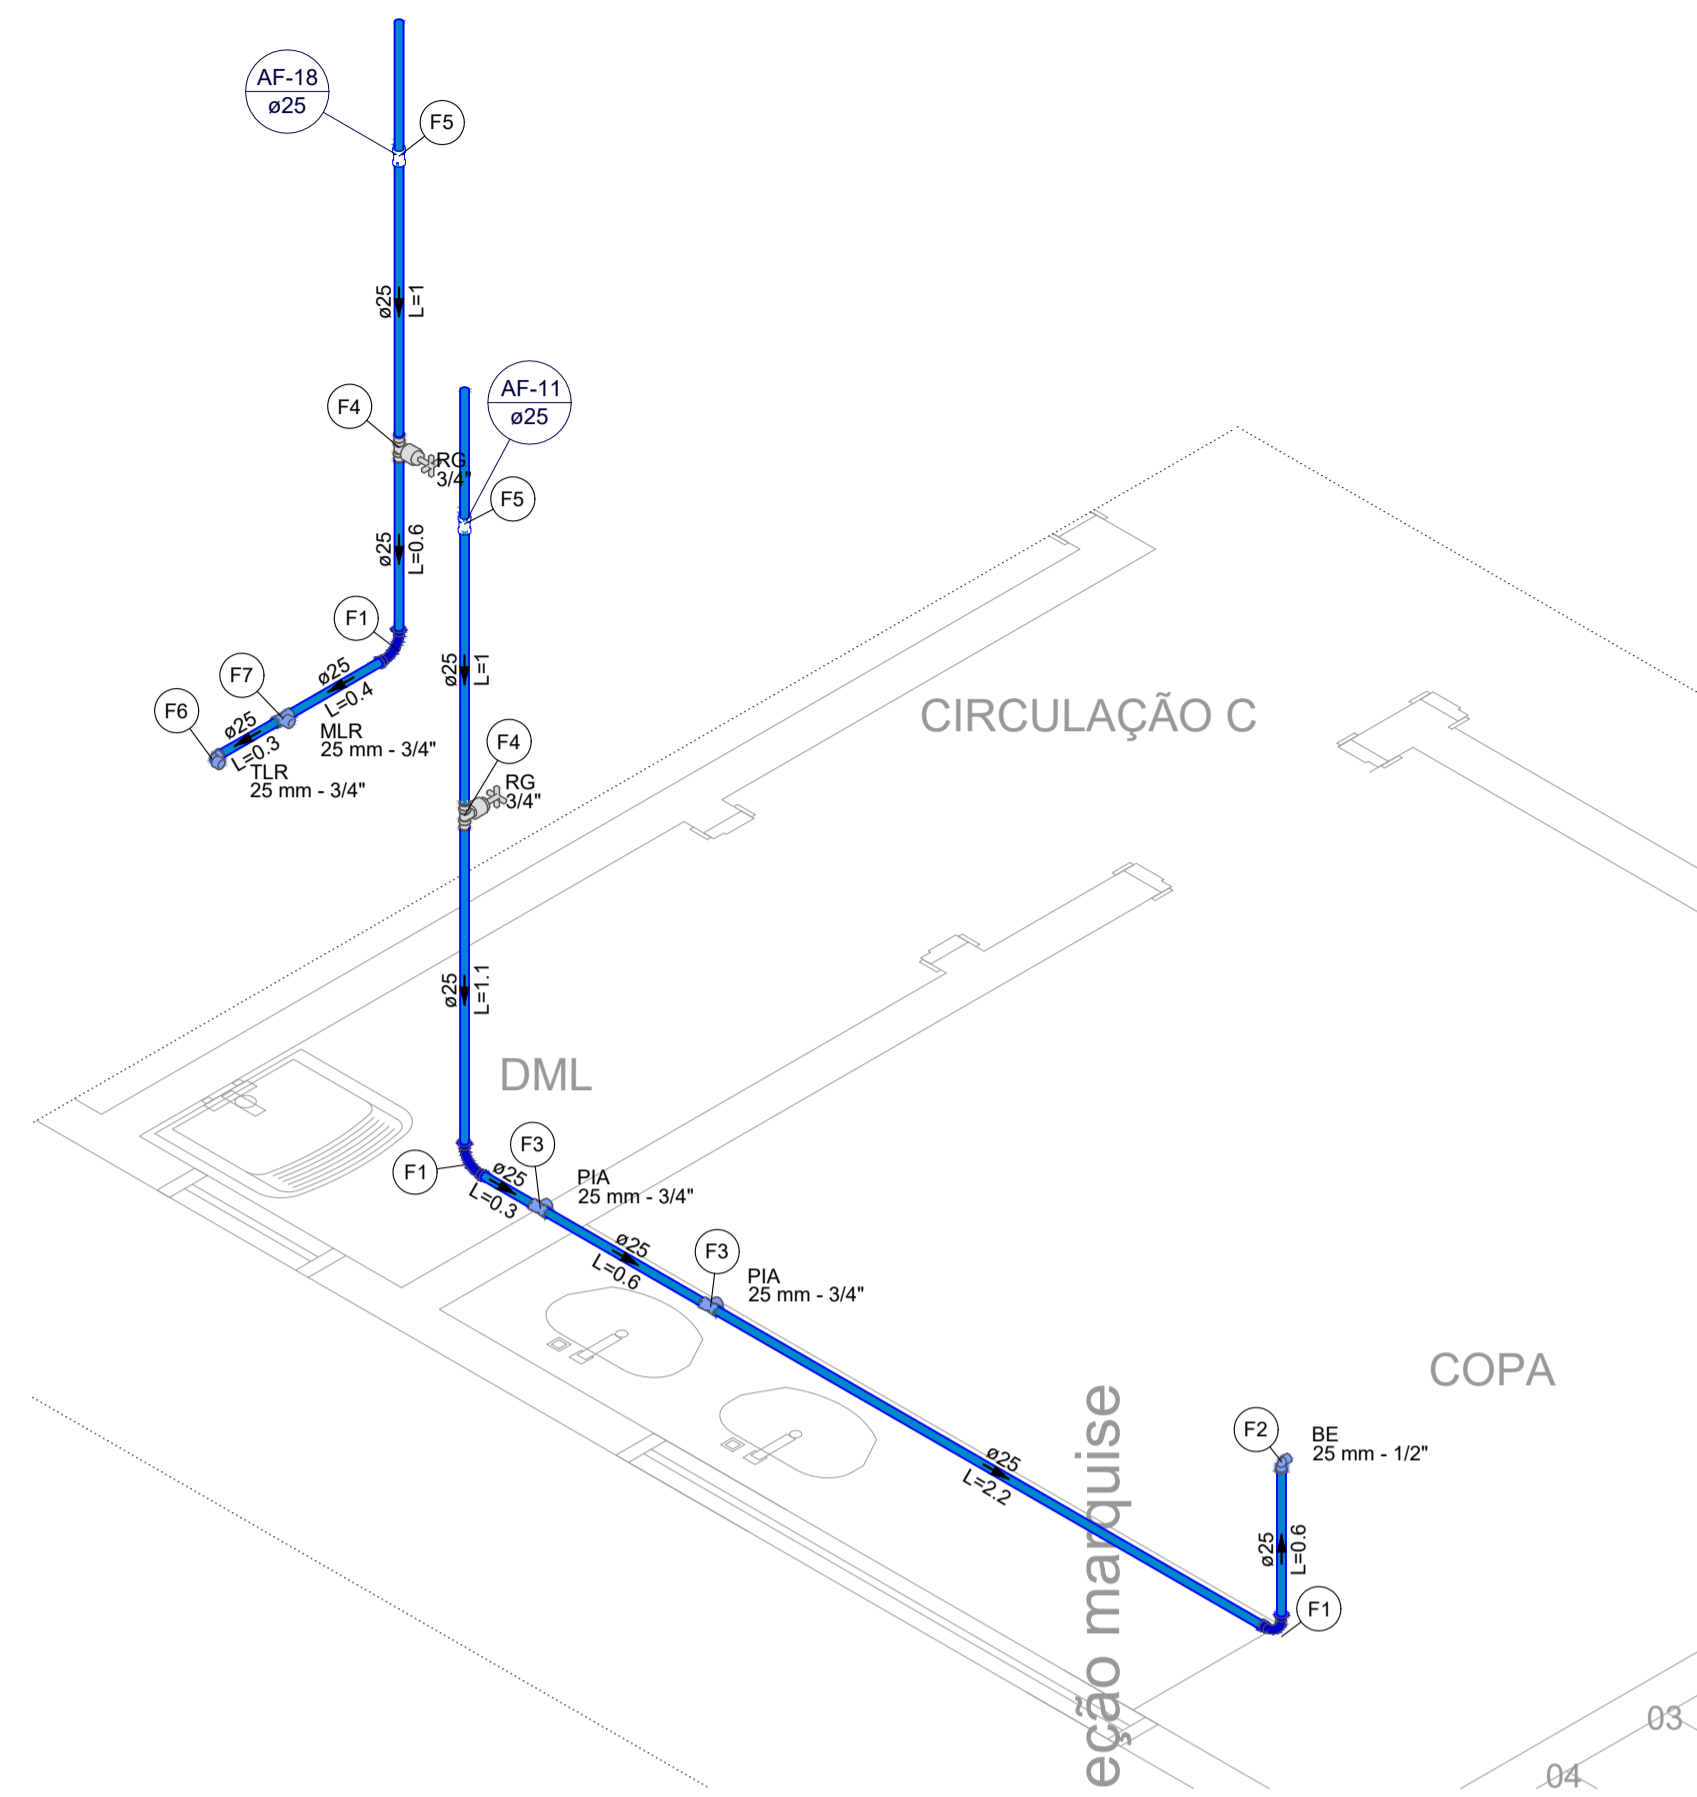 AF-18
ø25
F5
ø25
L=1
F4
RG
3/4"
AF-11
ø25
F5
ø25
L=0.6
F1
ø25
L=0.4
F7
F6
ø25
L=0.3
MLR
25 mm - 3/4"
TLR
25 mm - 3/4"
ø25
L=1
CIRCULAÇÃO C
F4
RG
3/4"
ø25
L=1.1
DML
F3
F1
ø25
L=0.3
PIA
25 mm - 3/4"
ø25
L=0.6
F3
PIA
25 mm - 3/4"
COPA
eção marquise
F2
BE
25 mm - 1/2"
ø25
L=2.2
ø25
L=0.6
F1
03
04